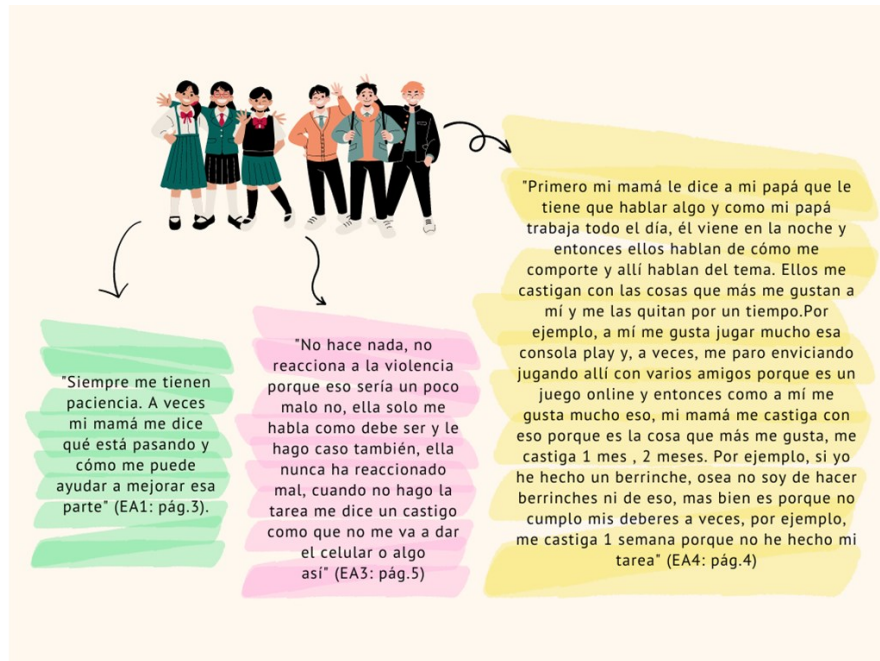 "Siempre me tienen
paciencia. A veces
mi mamá me dice
qué está pasando y
cómo me puede
ayudar a mejorar esa
parte" (EA1: pág.3).
"No hace nada, no
reacciona a la violencia
porque eso sería un poco
malo no, ella solo me
habla como debe ser y le
hago caso también, ella
nunca ha reaccionado
mal, cuando no hago la
tarea me dice un castigo
como que no me va a dar
el celular o algo
así" (EA3: pág.5)
"Primero mi mamá le dice a mi papá que le
tiene que hablar algo y como mi papá
trabaja todo el día, él viene en la noche y
entonces ellos hablan de cómo me
comporte y allí hablan del tema. Ellos me
castigan con las cosas que más me gustan a
mí y me las quitan por un tiempo.Por
ejemplo, a mí me gusta jugar mucho esa
consola play y, a veces, me paro enviciando
jugando allí con varios amigos porque es un
juego online y entonces como a mí me
gusta mucho eso, mi mamá me castiga con
eso porque es la cosa que más me gusta, me
castiga 1 mes , 2 meses. Por ejemplo, si yo
he hecho un berrinche, osea no soy de hacer
berrinches ni de eso, mas bien es porque no
cumplo mis deberes a veces, por ejemplo,
me castiga 1 semana porque no he hecho mi
tarea" (EA4: pág.4)